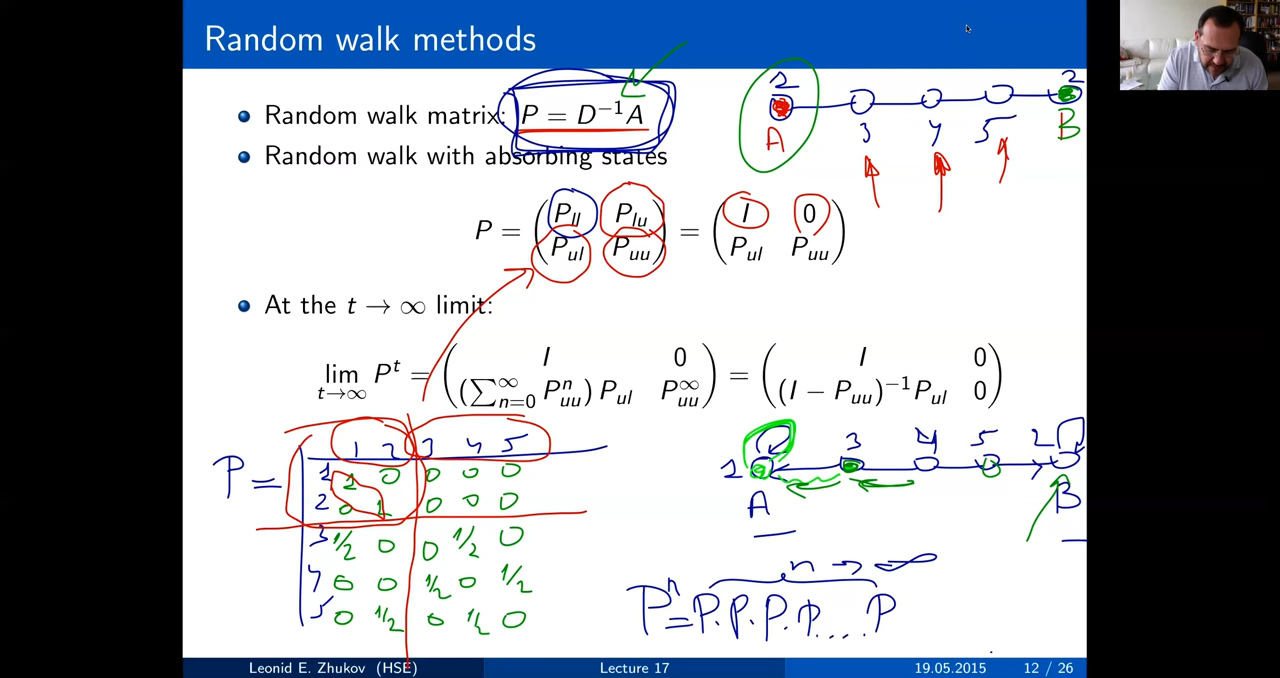 Random walk methods
Random walk matrix: P = D⁻¹A
Random walk with absorbing states
1 3 4 5 2
A B
P = ( P_ll P_lu ; P_ul P_uu ) = ( I 0 ; P_ul P_uu )
At the t → ∞ limit:
lim_{t→∞} P^t = ( I 0 ; (∑_{n=0}^{∞} P_uu^n) P_ul P_uu^∞ ) = ( I 0 ; (I − P_uu)⁻¹P_ul 0 )
P =
1 2 3 4 5
1 1 0 0 0 0
2 0 1 0 0 0
3 1/2 0 0 1/2 0
4 0 0 1/2 0 1/2
5 0 1/2 0 1/2 0
1 3 4 5 2
A B
n → ∞
P^n = P. P. P. P. .... P
Leonid E. Zhukov (HSE) Lecture 17 19.05.2015 12 / 26